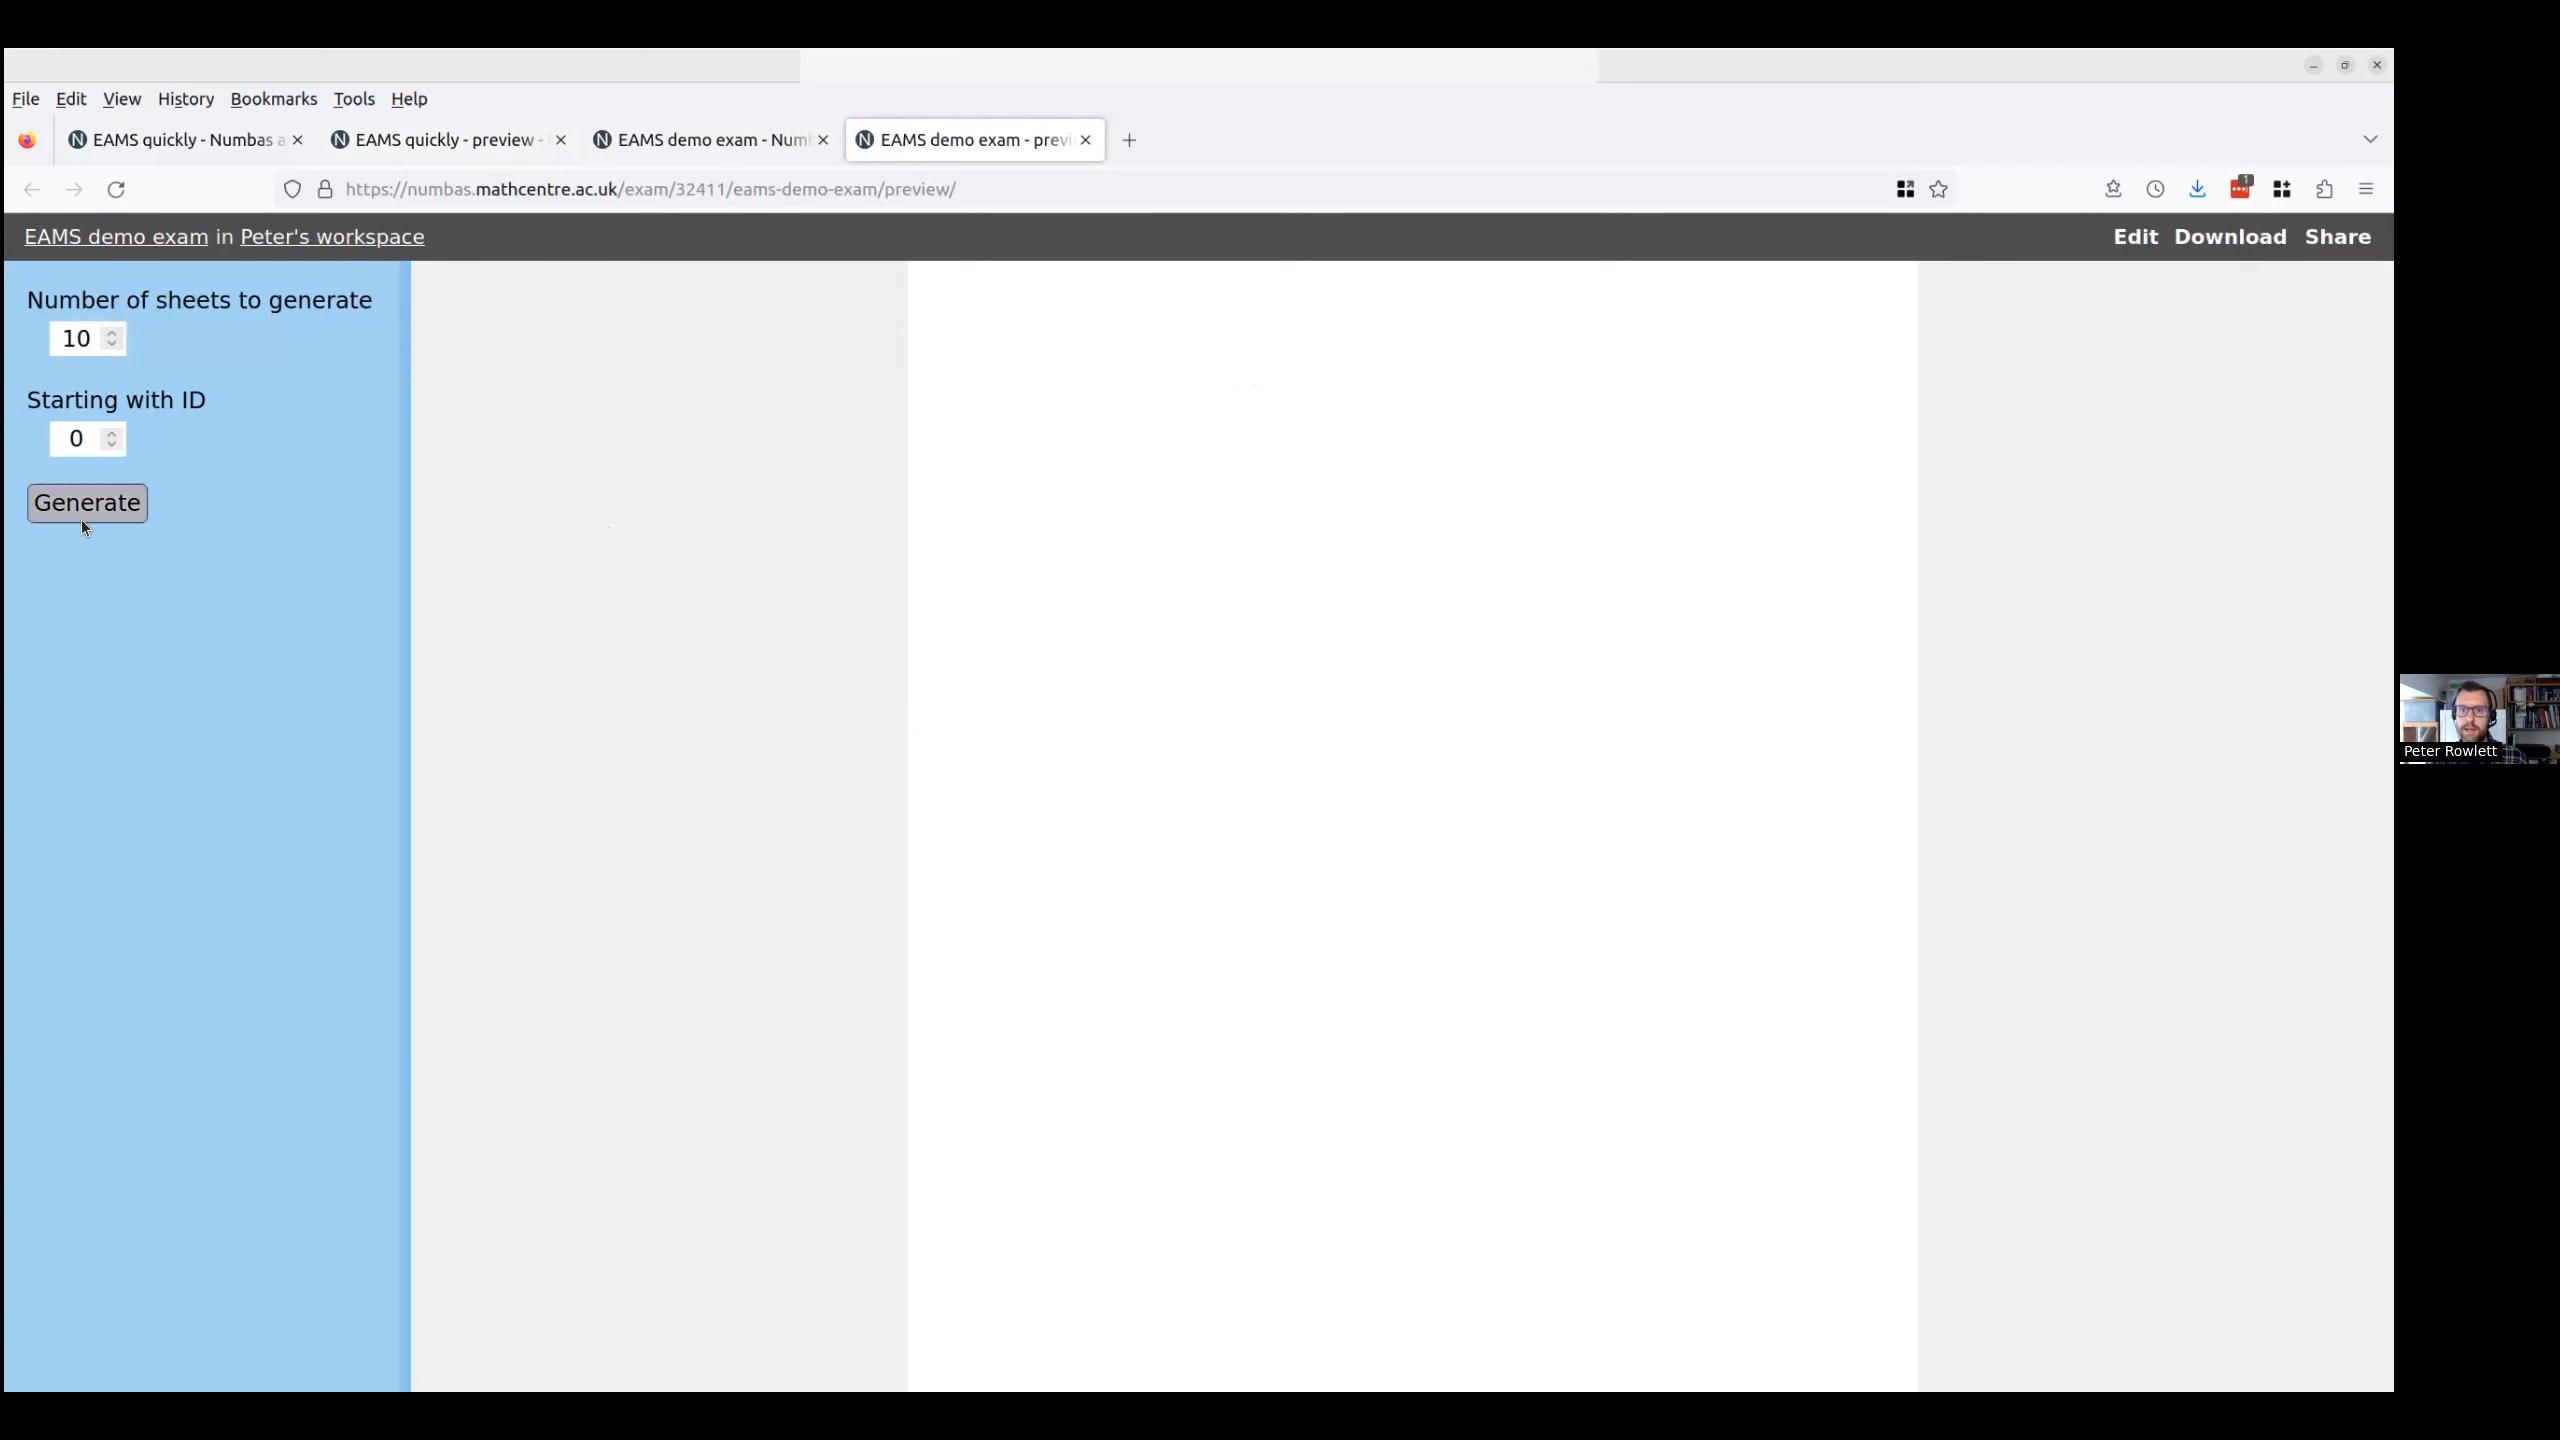 File Edit View History Bookmarks Tools Help
EAMS quickly - Numbas a
EAMS quickly - preview -
EAMS demo exam - Num
EAMS demo exam - previ
https://numbas.mathcentre.ac.uk/exam/32411/eams-demo-exam/preview/
1
EAMS demo exam in Peter's workspace
Edit Download Share
Number of sheets to generate
10
Starting with ID
0
Generate
Peter Rowlett